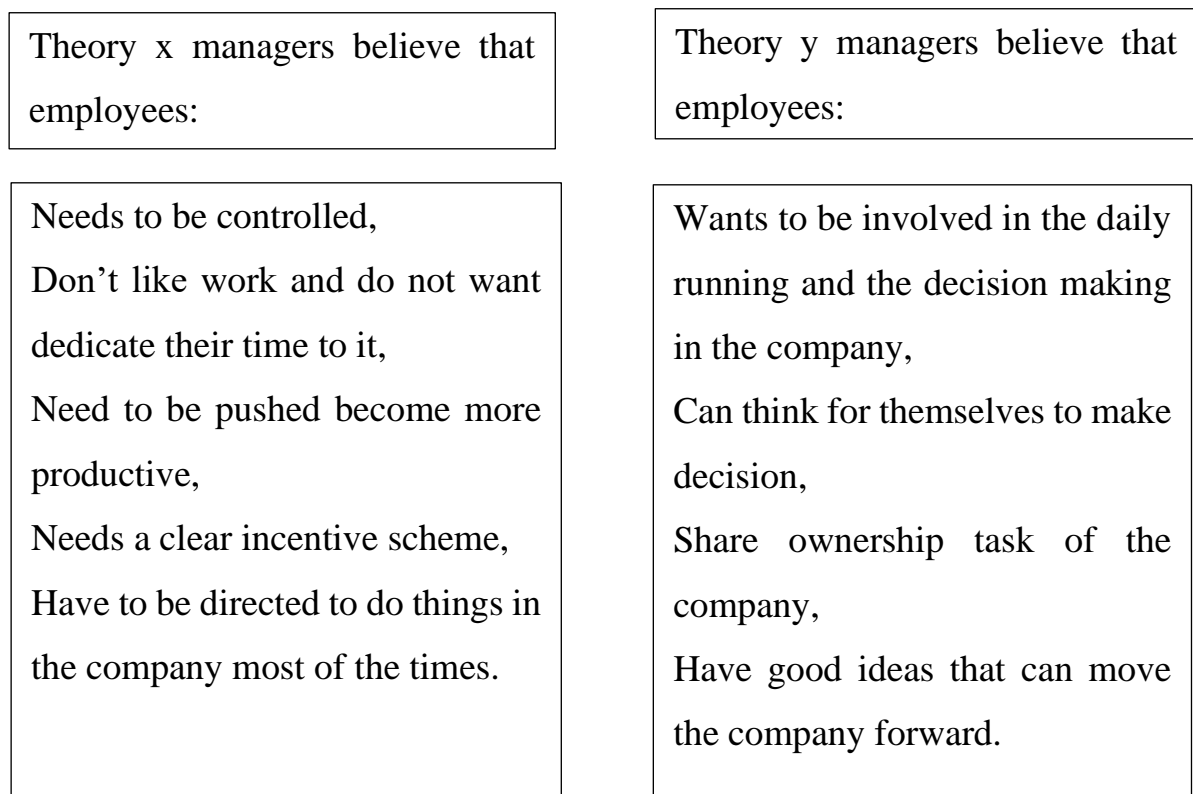 Theory x managers believe that
employees:
Needs to be controlled,
Don’t like work and do not want
dedicate their time to it,
Need to be pushed become more
productive,
Needs a clear incentive scheme,
Have to be directed to do things in
the company most of the times.
Theory y managers believe that
employees:
Wants to be involved in the daily
running and the decision making
in the company,
Can think for themselves to make
decision,
Share ownership task of the
company,
Have good ideas that can move
the company forward.